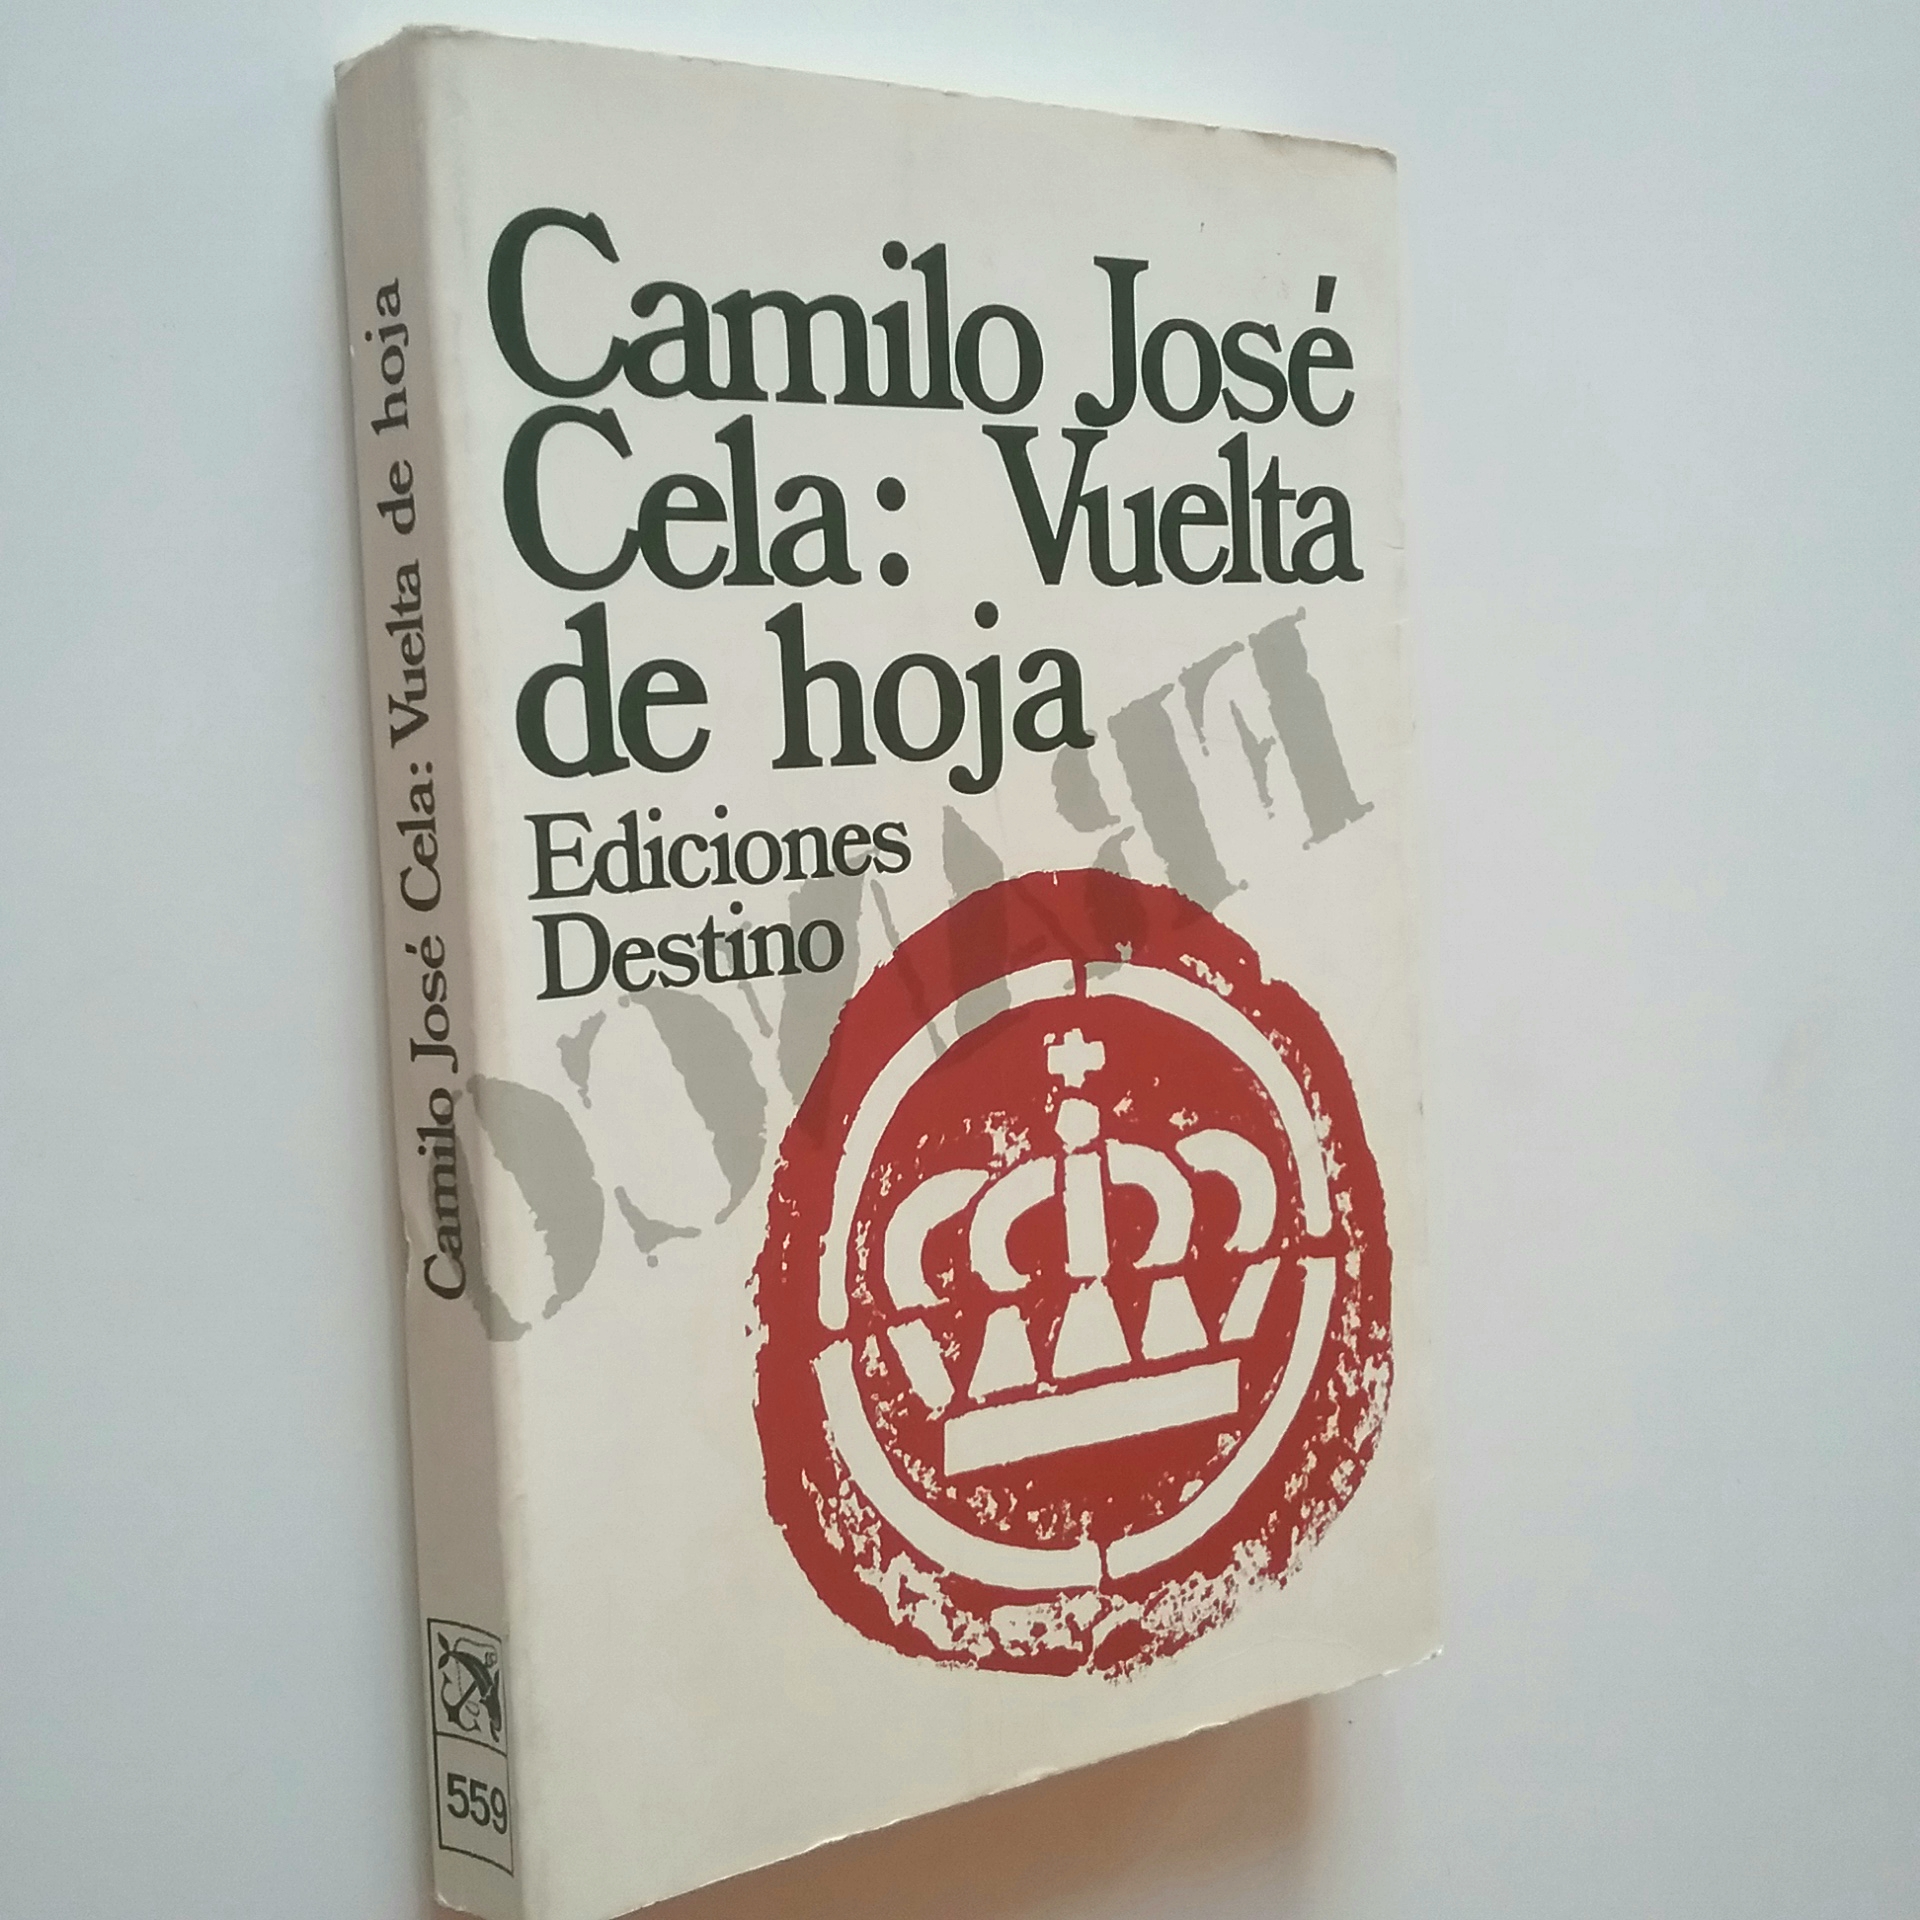 Camilo José
Cela: Vuelta
de hoja
Ediciones
Destino
Camilo José Cela: Vuelta de hoja
559